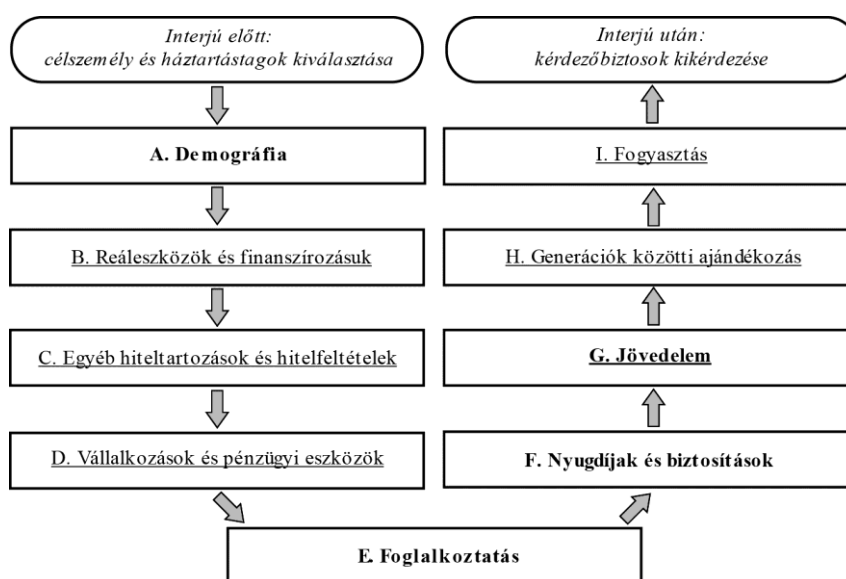 Interjú előtt:
célszemély és háztartástagok kiválasztása
A. Demográfia
B. Reáleszközök és finanszírozásuk
C. Egyéb hiteltartozások és hitelfeltételek
D. Vállalkozások és pénzügyi eszközök
E. Foglalkoztatás
F. Nyugdíjak és biztosítások
G. Jövedelem
H. Generációk közötti ajándékozás
I. Fogyasztás
Interjú után:
kérdezőbiztosok kikérdezése